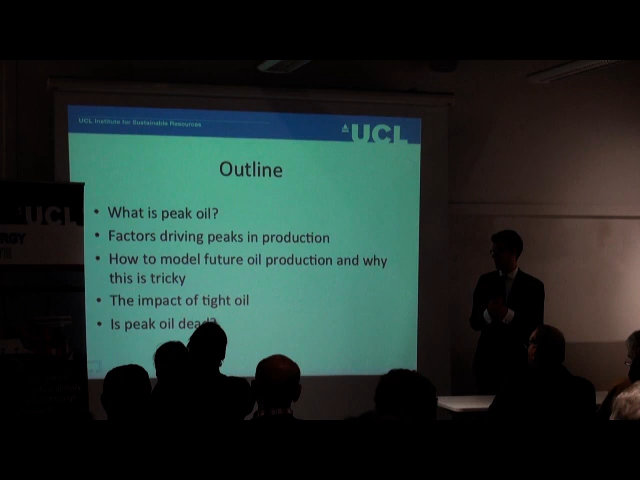 UCL Institute for Sustainable Resources
UCL
Outline
• What is peak oil?
• Factors driving peaks in production
• How to model future oil production and why
this is tricky
• The impact of tight oil
• Is peak oil dead?
UCL